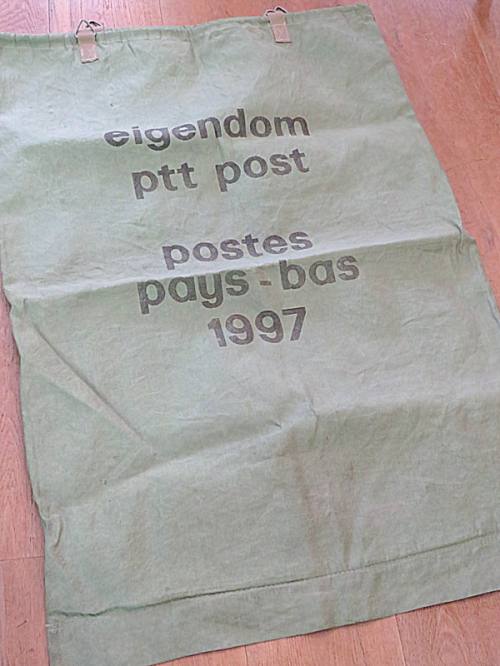 eigendom
ptt post
postes
pays-bas
1997